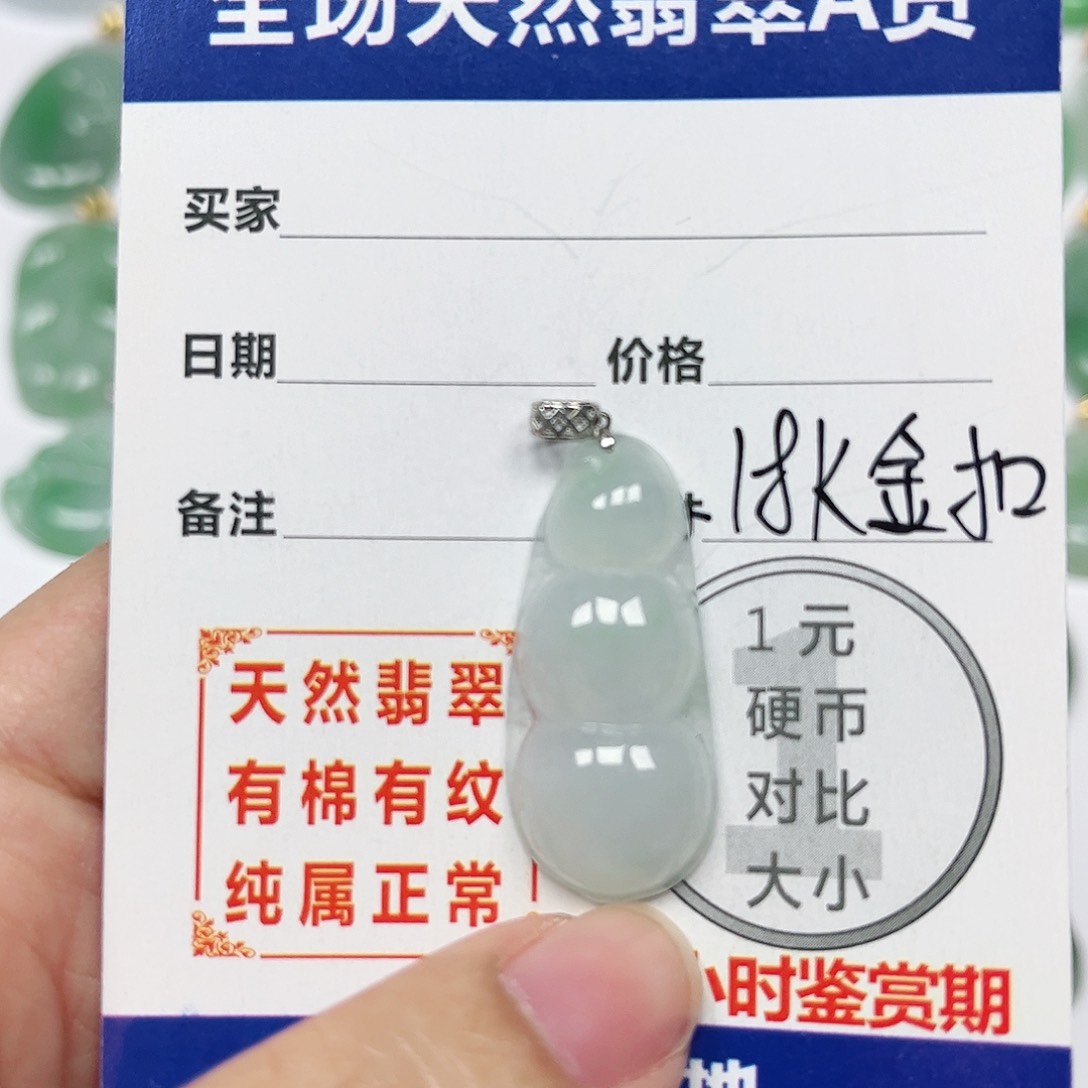 全场天然翡翠A货
买家
日期 价格
备注 18K金扣
天然翡翠
有棉有纹
纯属正常
1元
硬币
对比
大小
小时鉴赏期